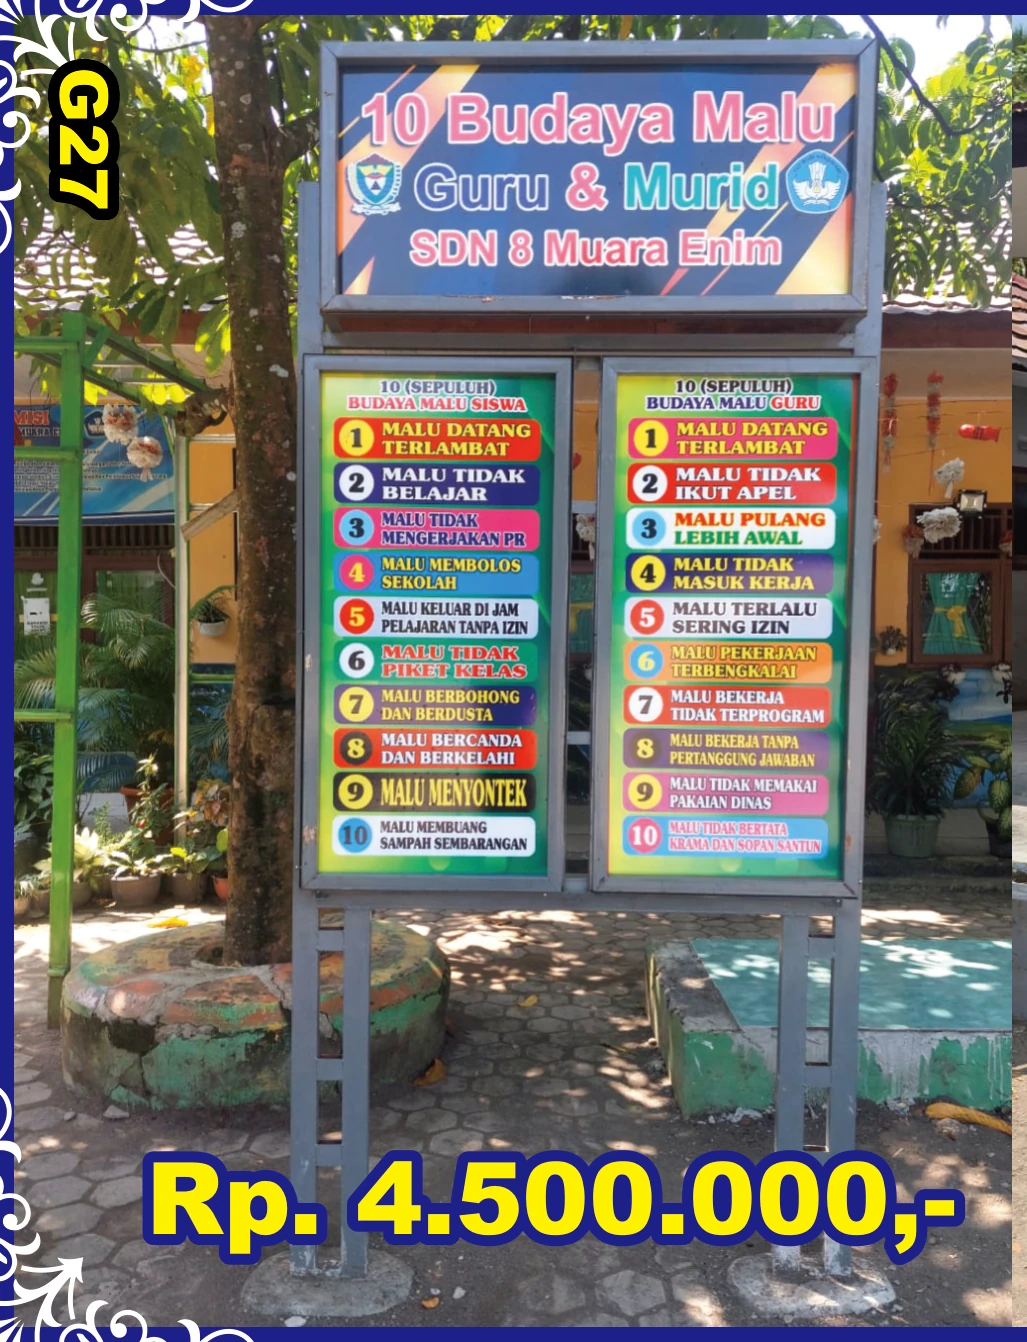 G27
10 Budaya Malu
Guru & Murid
SDN 8 Muara Enim
10 (SEPULUH)
BUDAYA MALU SISWA
1 MALU DATANG
TERLAMBAT
2 MALU TIDAK
BELAJAR
3 MALU TIDAK
MENGERJAKAN PR
4 MALU MEMBOLOS
SEKOLAH
5 MALU KELUAR DI JAM
PELAJARAN TANPA IZIN
6 MALU TIDAK
PIKET KELAS
7 MALU BERBOHONG
DAN BERDUSTA
8 MALU BERCANDA
DAN BERKELAHI
9 MALU MENYONTEK
10 MALU MEMBUANG
SAMPAH SEMBARANGAN
10 (SEPULUH)
BUDAYA MALU GURU
1 MALU DATANG
TERLAMBAT
2 MALU TIDAK
IKUT APEL
3 MALU PULANG
LEBIH AWAL
4 MALU TIDAK
MASUK KERJA
5 MALU TERLALU
SERING IZIN
6 MALU PEKERJAAN
TERBENGKALAI
7 MALU BEKERJA
TIDAK TERPROGRAM
8 MALU BEKERJA TANPA
PERTANGGUNG JAWABAN
9 MALU TIDAK MEMAKAI
PAKAIAN DINAS
10 MALU TIDAK BERTATA
KRAMA DAN SOPAN SANTUN
Rp. 4.500.000,-